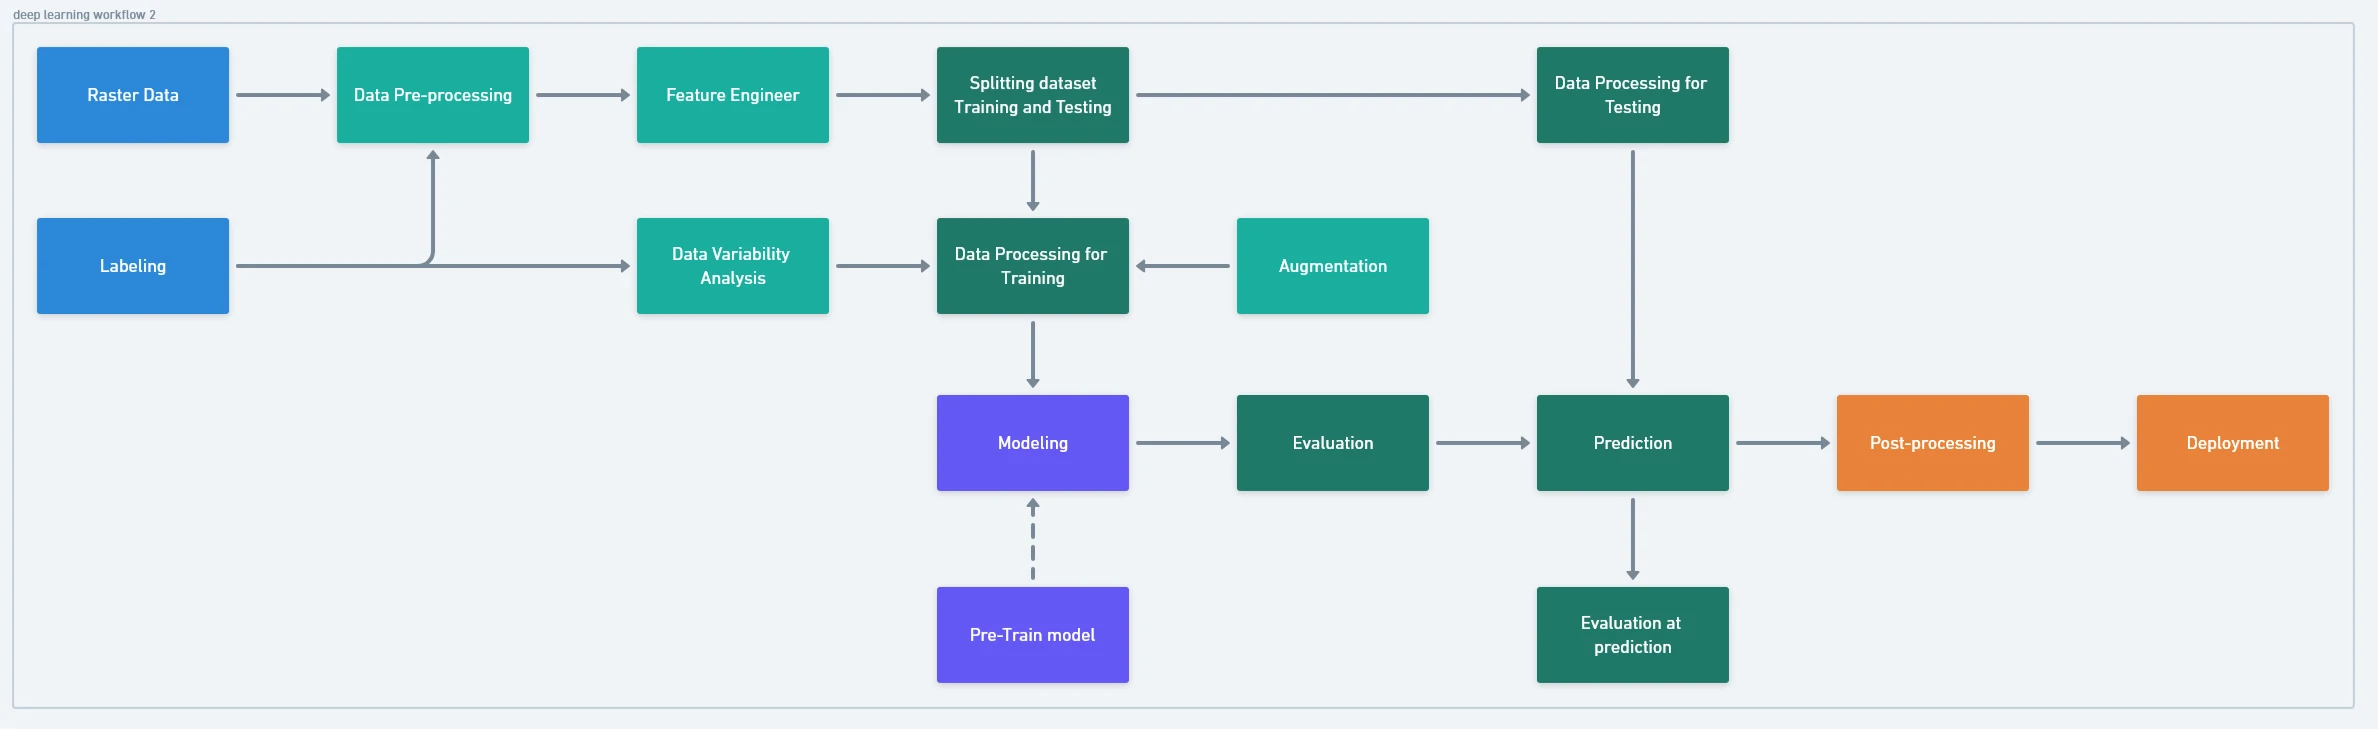 deep learning workflow 2
Raster Data
Data Pre-processing
Feature Engineer
Splitting dataset
Training and Testing
Data Processing for
Testing
Labeling
Data Variability
Analysis
Data Processing for
Training
Augmentation
Modeling
Evaluation
Prediction
Post-processing
Deployment
Pre-Train model
Evaluation at
prediction